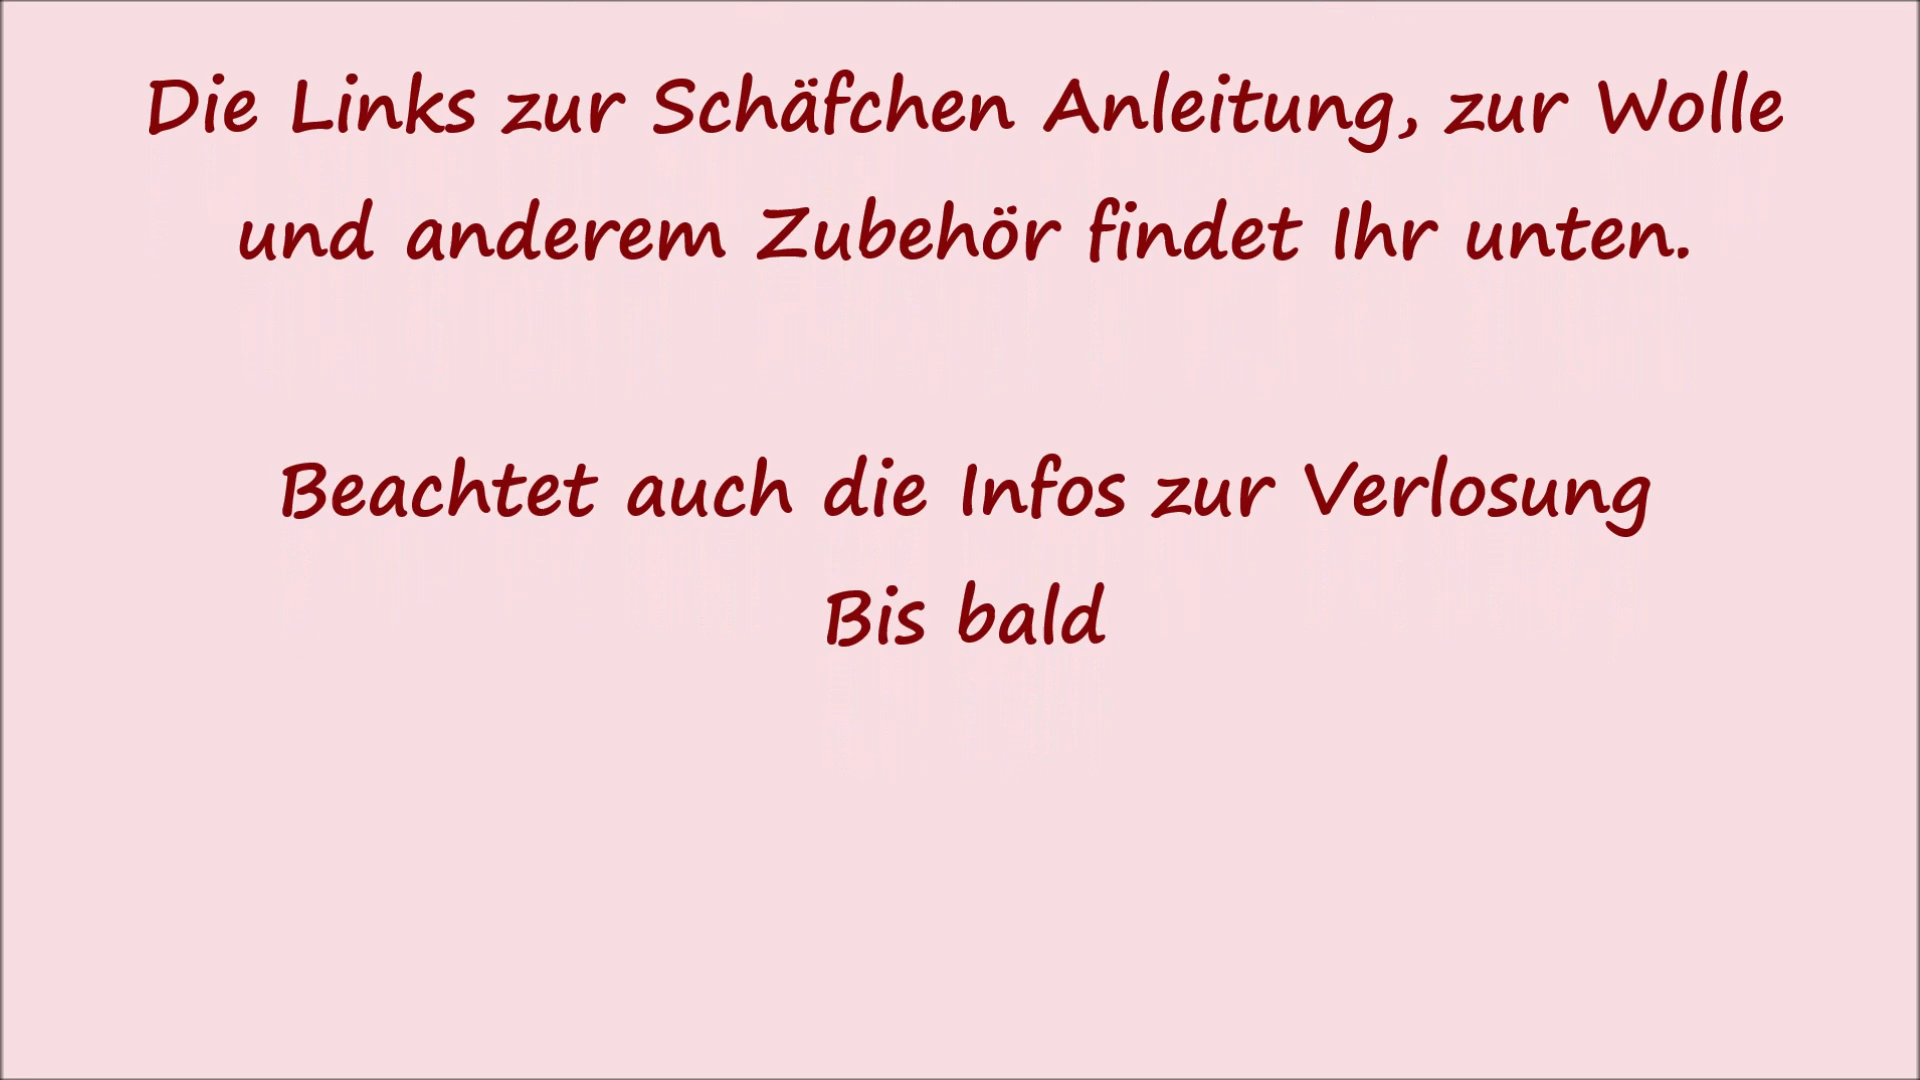 Die Links zur Schäfchen Anleitung, zur Wolle
und anderem Zubehör findet Ihr unten.
Beachtet auch die Infos zur Verlosung
Bis bald